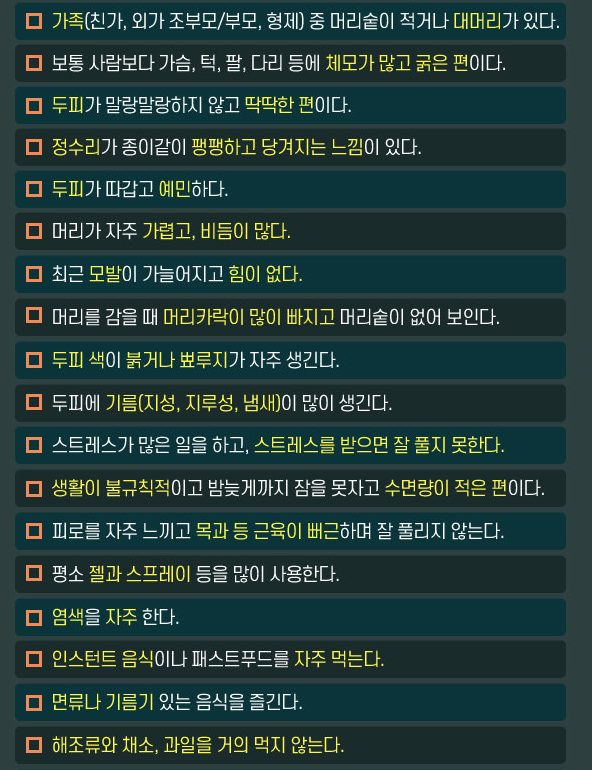 가족(친가, 외가 조부모/부모, 형제) 중 머리숱이 적거나 대머리가 있다.
보통 사람보다 가슴, 턱, 팔, 다리 등에 체모가 많고 굵은 편이다.
두피가 말랑말랑하지 않고 딱딱한 편이다.
정수리가 종이같이 팽팽하고 당겨지는 느낌이 있다.
두피가 따갑고 예민하다.
머리가 자주 가렵고, 비듬이 많다.
최근 모발이 가늘어지고 힘이 없다.
머리를 감을 때 머리카락이 많이 빠지고 머리숱이 없어 보인다.
두피 색이 붉거나 뾰루지가 자주 생긴다.
두피에 기름(지성, 지루성, 냄새)이 많이 생긴다.
스트레스가 많은 일을 하고, 스트레스를 받으면 잘 풀지 못한다.
생활이 불규칙적이고 밤늦게까지 잠을 못자고 수면량이 적은 편이다.
피로를 자주 느끼고 목과 등 근육이 뻐근하며 잘 풀리지 않는다.
평소 젤과 스프레이 등을 많이 사용한다.
염색을 자주 한다.
인스턴트 음식이나 패스트푸드를 자주 먹는다.
면류나 기름기 있는 음식을 즐긴다.
해조류와 채소, 과일을 거의 먹지 않는다.